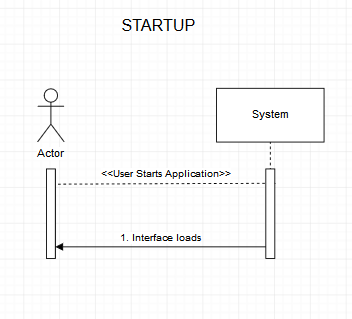 STARTUP
System
Actor
<<User Starts Application>>
1. Interface loads